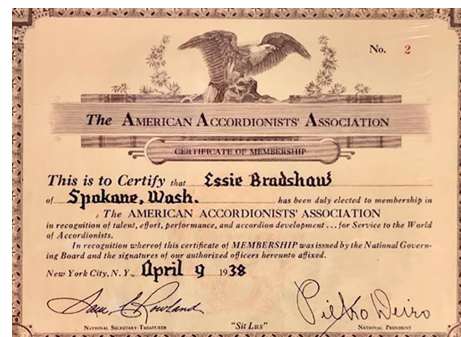 No. 2
The AMERICAN ACCORDIONISTS' ASSOCIATION
CERTIFICATE OF MEMBERSHIP
This is to Certify that Essie Bradshaw
of Spokane, Wash. has been duly elected to membership in
The AMERICAN ACCORDIONISTS' ASSOCIATION
in recognition of talent, effort, performance, and accordion development . . . for Service to the World
of Accordionists.
In recognition whereof this certificate of MEMBERSHIP was issued by the National Govern-
ing Board and the signatures of our authorized officers hereunto affixed.
New York City, N. Y., April 9 1938
Rowland Pietro Deiro
NATIONAL SECRETARY-TREASURER "Sit Lux" NATIONAL PRESIDENT